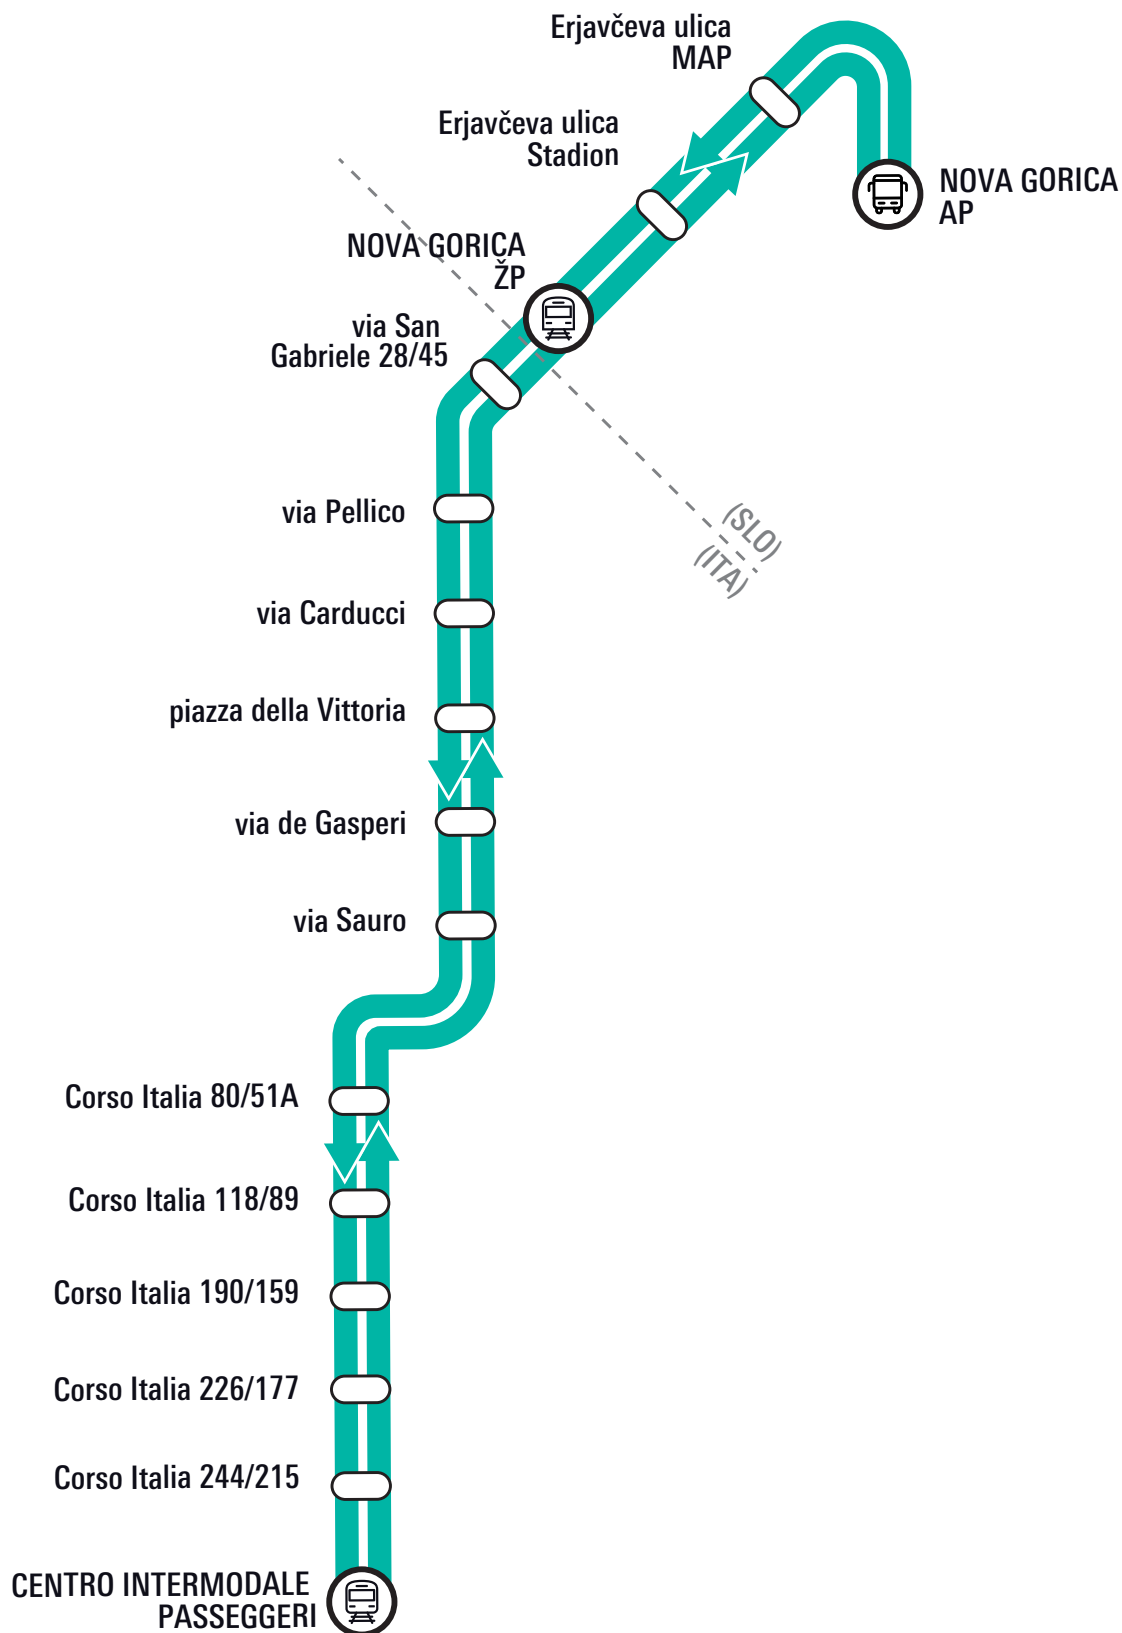 Erjavčeva ulica
MAP
Erjavčeva ulica
Stadion
NOVA GORICA
AP
NOVA GORICA
ŽP
via San
Gabriele 28/45
via Pellico
(SLO)
(ITA)
via Carducci
piazza della Vittoria
via de Gasperi
via Sauro
Corso Italia 80/51A
Corso Italia 118/89
Corso Italia 190/159
Corso Italia 226/177
Corso Italia 244/215
CENTRO INTERMODALE
PASSEGGERI